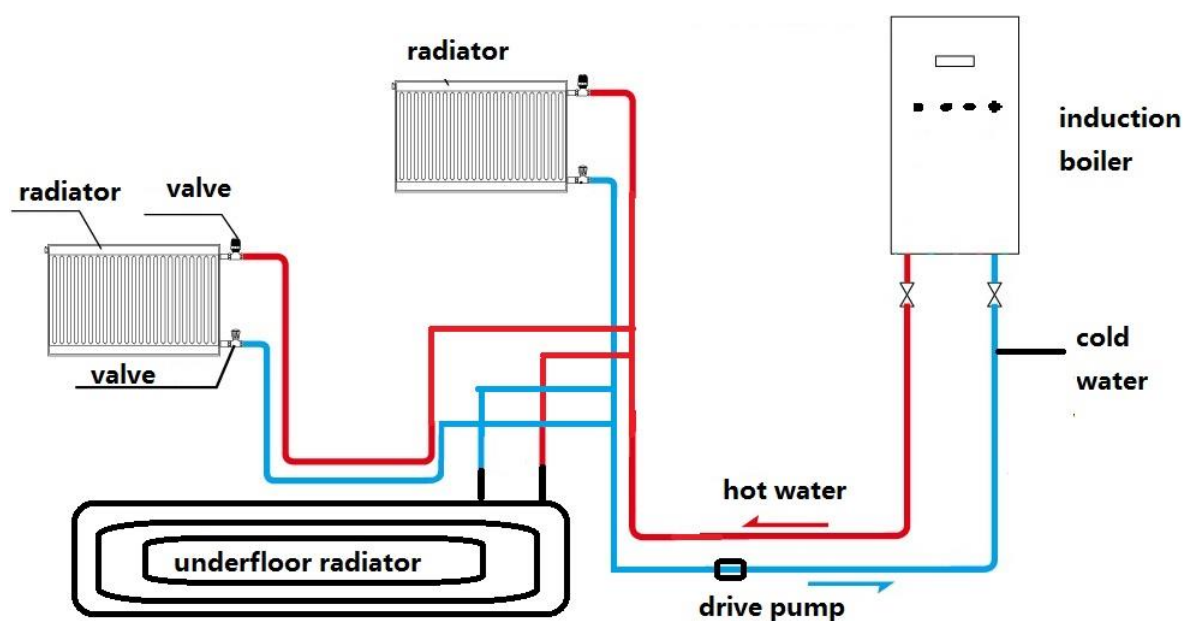 radiator
induction
boiler
radiator
valve
cold
water
valve
hot water
underfloor radiator
drive pump